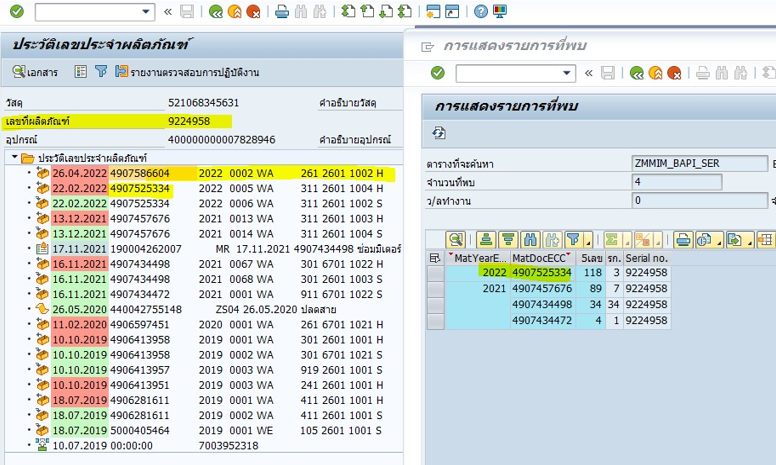 ประวัติเลขประจำผลิตภัณฑ์
เอกสาร รายงานตรวจสอบการปฏิบัติงาน
วัสดุ 521068345631 คำอธิบายวัสดุ
เลขที่ผลิตภัณฑ์ 9224958
อุปกรณ์ 400000000007828946 คำอธิบายอุปกรณ์
ประวัติเลขประจำผลิตภัณฑ์
26.04.2022 4907586604 2022 0002 WA 261 2601 1002 H
22.02.2022 4907525334 2022 0005 WA 311 2601 1004 H
22.02.2022 4907525334 2022 0006 WA 311 2601 1002 S
13.12.2021 4907457676 2021 0013 WA 311 2601 1003 H
13.12.2021 4907457676 2021 0014 WA 311 2601 1004 S
17.11.2021 190004262007 MR 17.11.2021 4907434498 ซ่อมมิเตอร์
16.11.2021 4907434498 2021 0067 WA 301 6701 1022 H
16.11.2021 4907434498 2021 0068 WA 301 2601 1003 S
16.11.2021 4907434472 2021 0001 WA 911 6701 1022 S
26.05.2020 440042755148 ZS04 26.05.2020 ปลดสาย
11.02.2020 4906597451 2020 0001 WA 261 6701 1021 H
10.10.2019 4906413958 2019 0001 WA 301 2601 1001 H
10.10.2019 4906413958 2019 0002 WA 301 6701 1021 S
10.10.2019 4906413957 2019 0003 WA 919 2601 1001 S
10.10.2019 4906413951 2019 0003 WA 241 2601 1001 H
18.07.2019 4906281611 2019 0001 WA 411 2601 1001 H
18.07.2019 4906281611 2019 0002 WA 411 2601 1001 S
18.07.2019 5000405464 2019 0001 WE 105 2601 1001 S
10.07.2019 00:00:00 7003952318
การแสดงรายการที่พบ
การแสดงรายการที่พบ
ตารางที่จะค้นหา ZMMIM_BAPI_SER
จำนวนที่พบ 4
ว/ลทำงาน 0
MatYearE... MatDocECC 5เลข รก. Serial no.
2022 4907525334 118 3 9224958
2021 4907457676 89 7 9224958
4907434498 34 34 9224958
4907434472 4 1 9224958